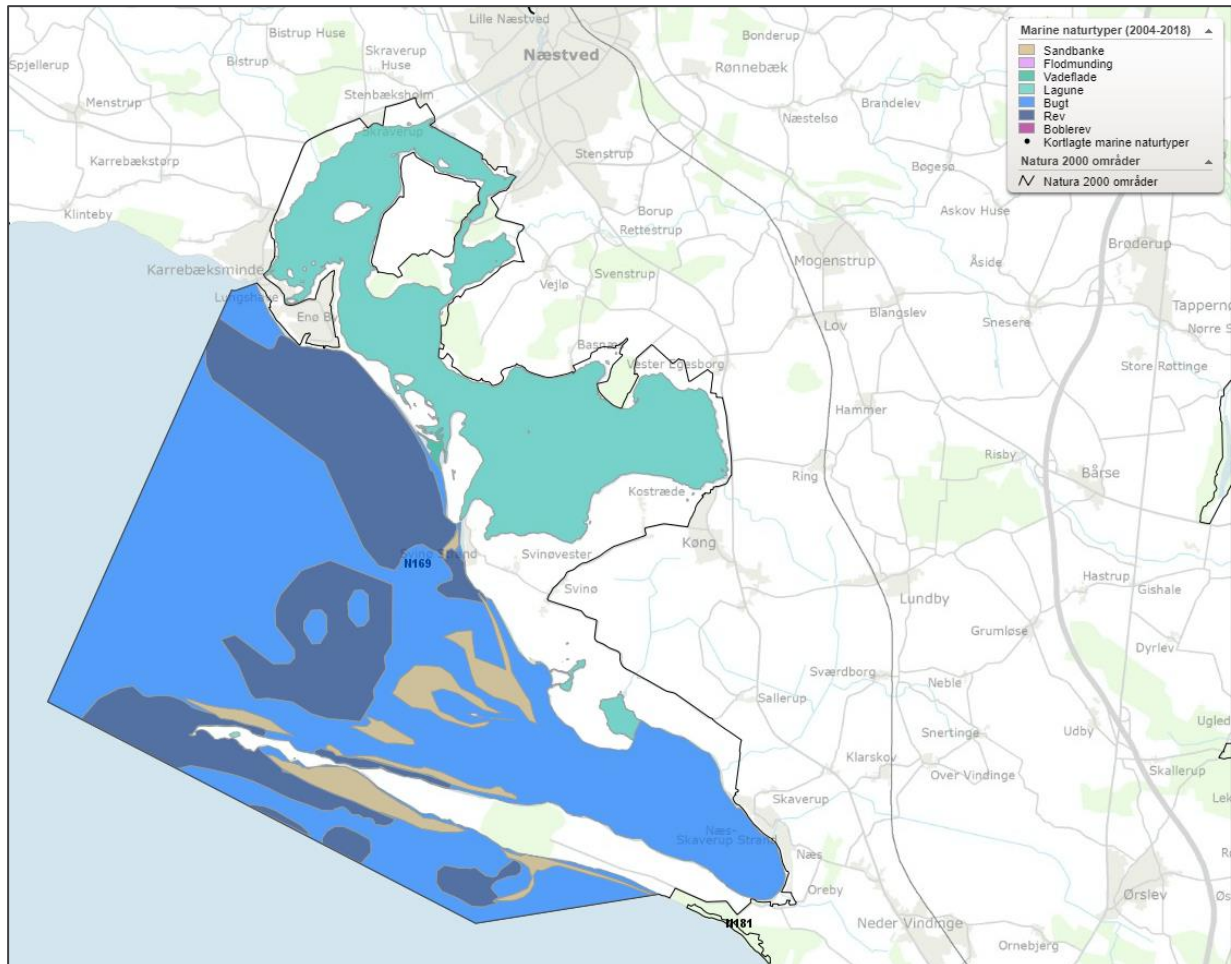 Lille Næstved
Bistrup Huse
Skraverup
Huse
Næstved
Bonderup
Spjellerup
Bistrup
Rønnebæk
Stenbæksholm
Menstrup
Brandelev
Skraverup
Næstelsø
Karrebækstorp
Stenstrup
Bøgesø
Klinteby
Borup
Rettestrup
Askov Huse
Karrebæksminde
Mogenstrup
Brøderup
Svenstrup
Åside
Vejlø
Lungshave
Enø By
Lov
Blangslev
Snesere
Tappernø
Nørre S
Basnæ
Vester Egesborg
Store Røttinge
Hammer
Ring
Risby
Bårse
Kostræde
Køng
Svinø Strand
Svinøvester
N169
Svinø
Hastrup
Gishale
Lundby
Grumløse
Dyrlev
Sværdborg
Neble
Sallerup
Ugled
Snertinge
Udby
Klarskov
Over Vindinge
Skallerup
Lek
Skaverup
Næs-
Skaverup Strand
Næs
Oreby
Ørslev
N181
Neder Vindinge
Ornebjerg
Marine naturtyper (2004-2018)
Sandbanke
Flodmunding
Vadeflade
Lagune
Bugt
Rev
Boblerev
Kortlagte marine naturtyper
Natura 2000 områder
Natura 2000 områder